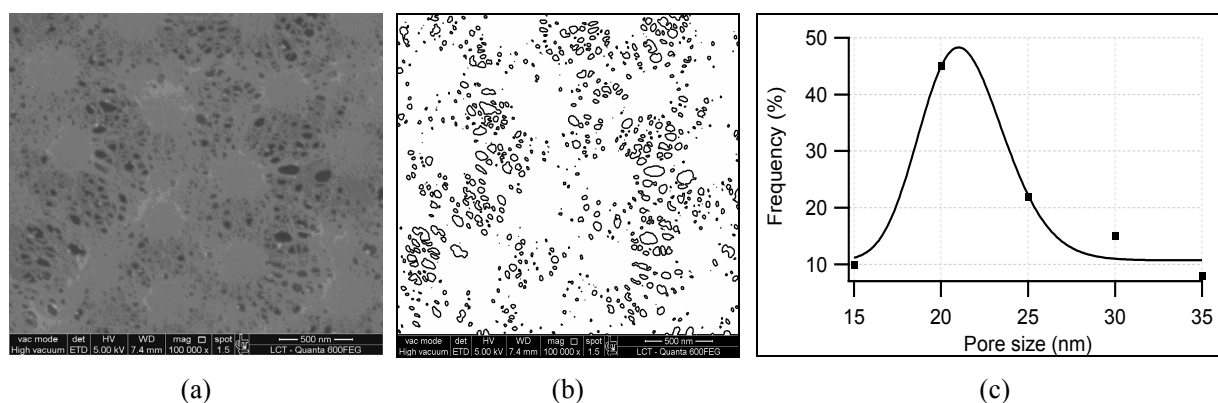 vac mode det HV WD mag □ spot 500 nm
High vacuum ETD 5.00 kV 7.4 mm 100 000 x 1.5 LCT - Quanta 600FEG
(a)
vac mode det HV WD mag □ spot 500 nm
High vacuum ETD 5.00 kV 7.4 mm 100 000 x 1.5 LCT - Quanta 600FEG
(b)
Frequency (%)
50
40
30
20
10
15 20 25 30 35
Pore size (nm)
(c)